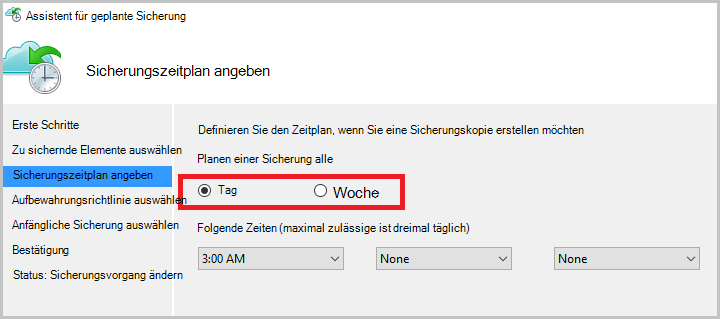 Assistent für geplante Sicherung
Sicherungszeitplan angeben
Erste Schritte
Zu sichernde Elemente auswählen
Sicherungszeitplan angeben
Aufbewahrungsrichtlinie auswählen
Anfängliche Sicherung auswählen
Bestätigung
Status: Sicherungsvorgang ändern
Definieren Sie den Zeitplan, wenn Sie eine Sicherungskopie erstellen möchten
Planen einer Sicherung alle
Tag Woche
Folgende Zeiten (maximal zulässige ist dreimal täglich)
3:00 AM None None